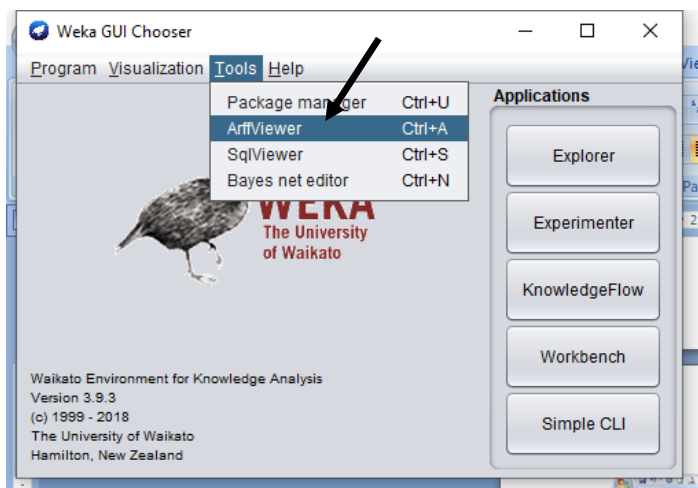 Weka GUI Chooser
Program Visualization Tools Help
Package manager Ctrl+U
ArffViewer Ctrl+A
SqlViewer Ctrl+S
Bayes net editor Ctrl+N
Applications
Explorer
Experimenter
KnowledgeFlow
Workbench
Simple CLI
WEKA
The University
of Waikato
Waikato Environment for Knowledge Analysis
Version 3.9.3
(c) 1999 - 2018
The University of Waikato
Hamilton, New Zealand